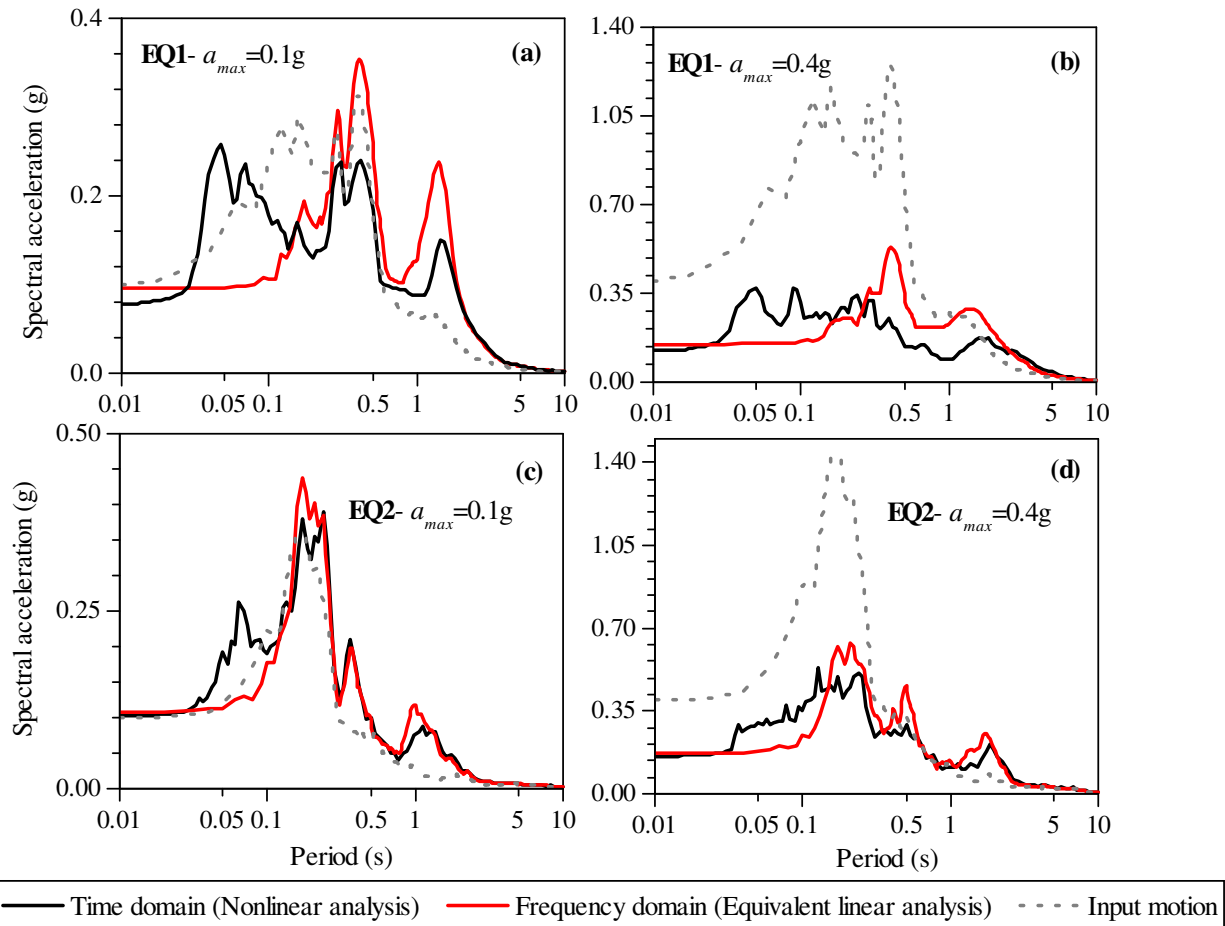 EQ1- a_max=0.1g
(a)
Spectral acceleration (g)
0.4
0.2
0.0
0.01 0.05 0.1 0.5 1 5 10
EQ1- a_max=0.4g
(b)
1.40
1.05
0.70
0.35
0.00
0.01 0.05 0.1 0.5 1 5 10
EQ2- a_max=0.1g
(c)
Spectral acceleration (g)
0.50
0.25
0.00
0.01 0.05 0.1 0.5 1 5 10
Period (s)
EQ2- a_max=0.4g
(d)
1.40
1.05
0.70
0.35
0.00
0.01 0.05 0.1 0.5 1 5 10
Period (s)
Time domain (Nonlinear analysis) Frequency domain (Equivalent linear analysis) Input motion